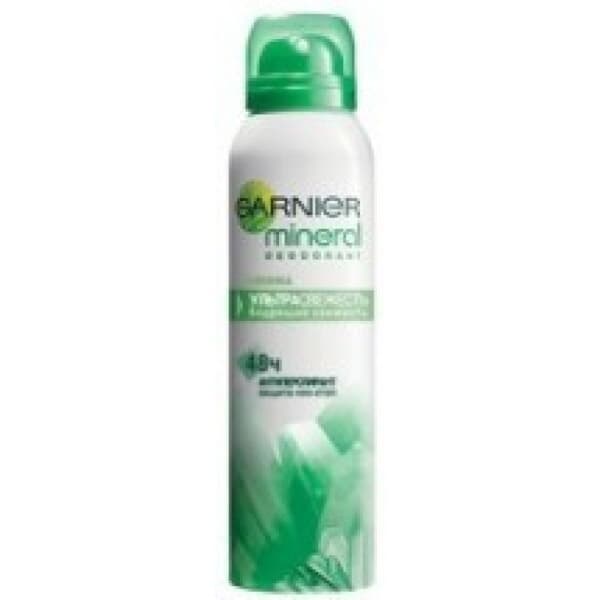 GARNIER
mineral
DEODORANT
УЛЬТРАСВЕЖЕСТЬ
48ч
АНТИПЕРСПИРАНТ